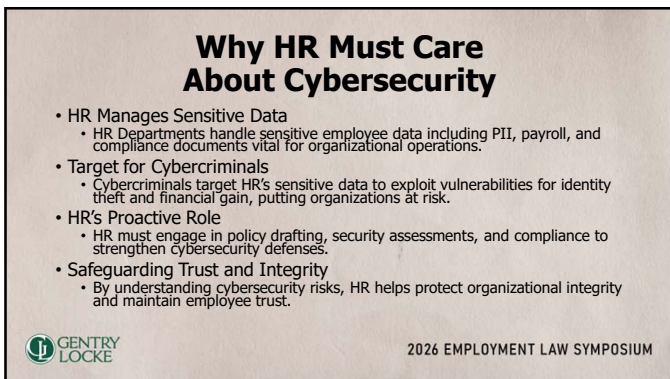 Why HR Must Care
About Cybersecurity
• HR Manages Sensitive Data
• HR Departments handle sensitive employee data including PII, payroll, and
compliance documents vital for organizational operations.
• Target for Cybercriminals
• Cybercriminals target HR’s sensitive data to exploit vulnerabilities for identity
theft and financial gain, putting organizations at risk.
• HR’s Proactive Role
• HR must engage in policy drafting, security assessments, and compliance to
strengthen cybersecurity defenses.
• Safeguarding Trust and Integrity
• By understanding cybersecurity risks, HR helps protect organizational integrity
and maintain employee trust.
GENTRY
LOCKE
2026 EMPLOYMENT LAW SYMPOSIUM